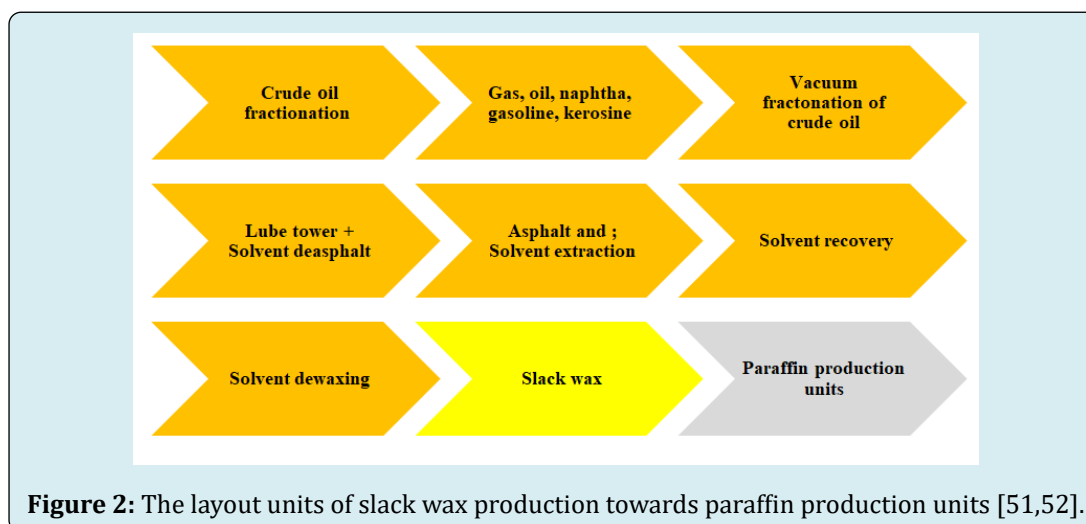 Crude oil
fractionation
Gas, oil, naphtha,
gasoline, kerosine
Vacuum
fractonation of
crude oil
Lube tower +
Solvent deasphalt
Asphalt and ;
Solvent extraction
Solvent recovery
Solvent dewaxing
Slack wax
Paraffin production
units
Figure 2: The layout units of slack wax production towards paraffin production units [51,52].